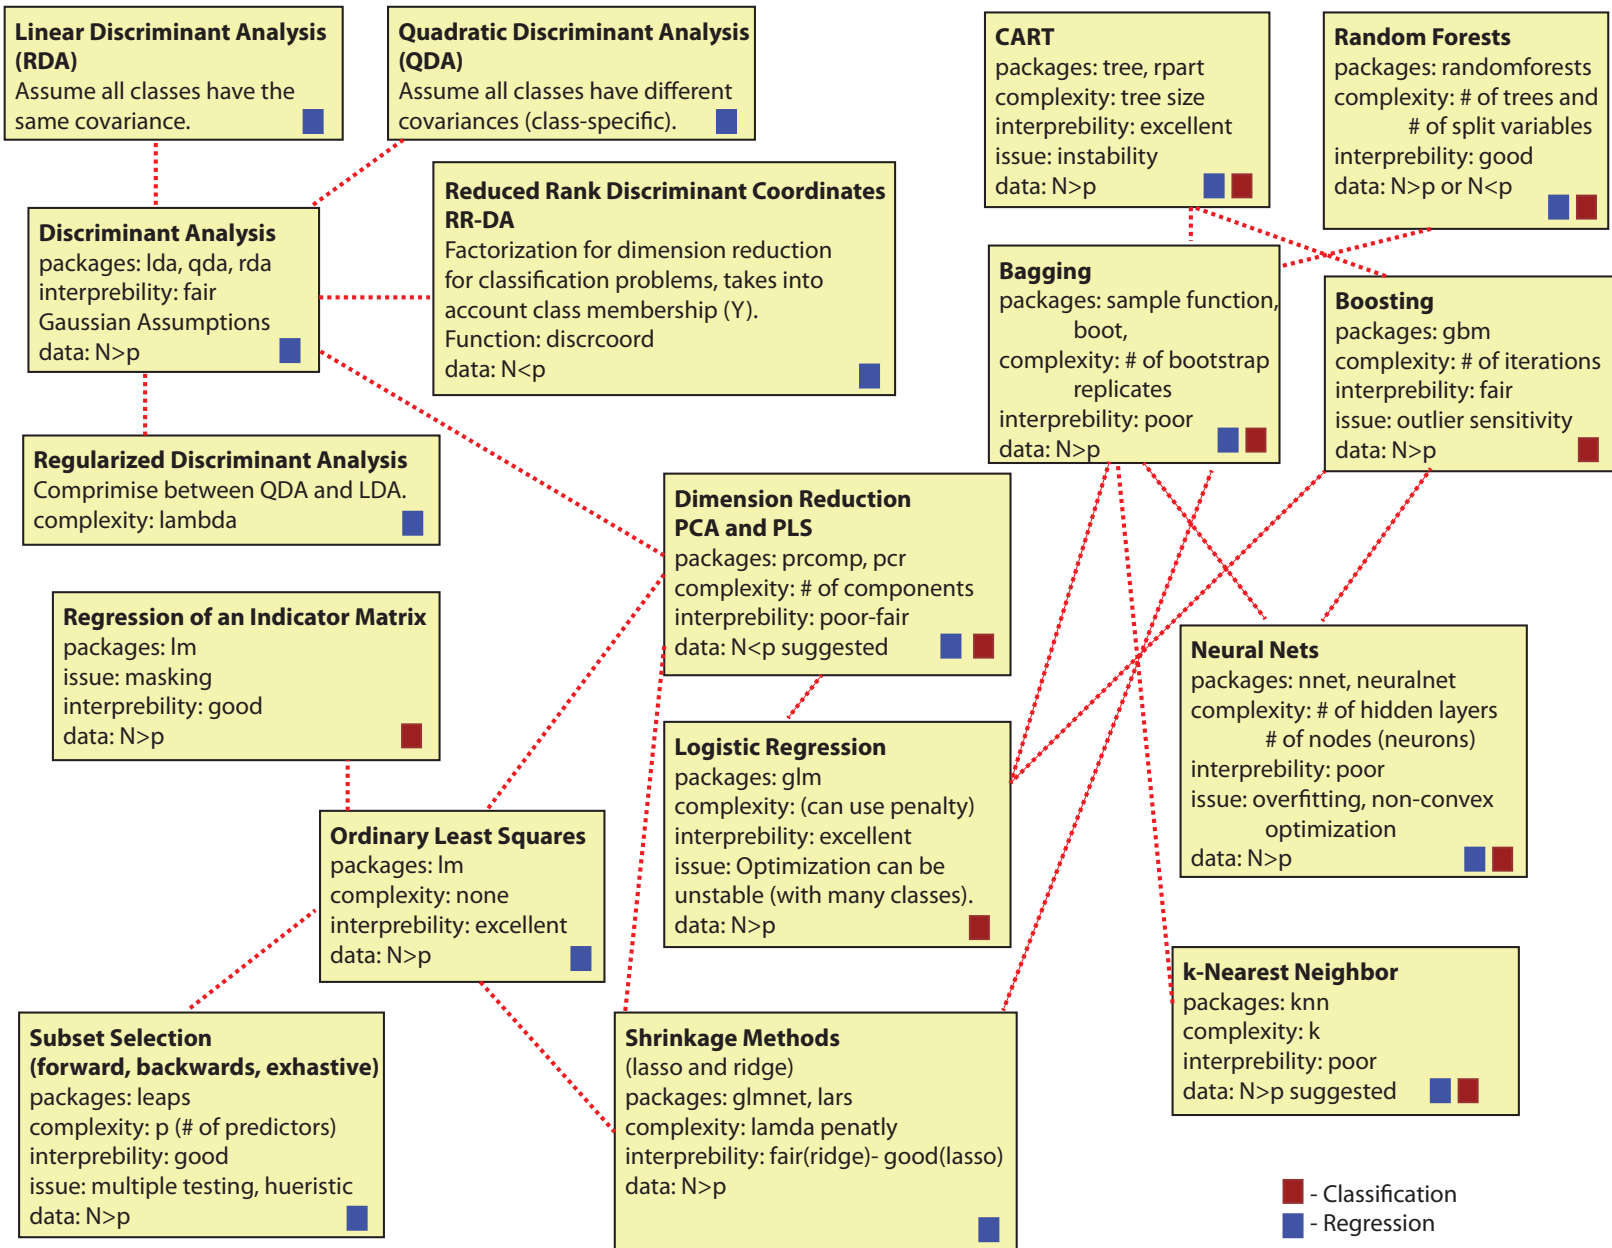 Linear Discriminant Analysis
(RDA)
Assume all classes have the
same covariance.
Quadratic Discriminant Analysis
(QDA)
Assume all classes have different
covariances (class-specific).
CART
packages: tree, rpart
complexity: tree size
interprebility: excellent
issue: instability
data: N>p
Random Forests
packages: randomforests
complexity: # of trees and
# of split variables
interprebility: good
data: N>p or N<p
Discriminant Analysis
packages: lda, qda, rda
interprebility: fair
Gaussian Assumptions
data: N>p
Reduced Rank Discriminant Coordinates
RR-DA
Factorization for dimension reduction
for classification problems, takes into
account class membership (Y).
Function: discrcoord
data: N<p
Bagging
packages: sample function,
boot,
complexity: # of bootstrap
replicates
interprebility: poor
data: N>p
Boosting
packages: gbm
complexity: # of iterations
interprebility: fair
issue: outlier sensitivity
data: N>p
Regularized Discriminant Analysis
Comprimise between QDA and LDA.
complexity: lambda
Dimension Reduction
PCA and PLS
packages: prcomp, pcr
complexity: # of components
interprebility: poor-fair
data: N<p suggested
Regression of an Indicator Matrix
packages: lm
issue: masking
interprebility: good
data: N>p
Neural Nets
packages: nnet, neuralnet
complexity: # of hidden layers
# of nodes (neurons)
interprebility: poor
issue: overfitting, non-convex
optimization
data: N>p
Logistic Regression
packages: glm
complexity: (can use penalty)
interprebility: excellent
issue: Optimization can be
unstable (with many classes).
data: N>p
Ordinary Least Squares
packages: lm
complexity: none
interprebility: excellent
data: N>p
k-Nearest Neighbor
packages: knn
complexity: k
interprebility: poor
data: N>p suggested
Subset Selection
(forward, backwards, exhastive)
packages: leaps
complexity: p (# of predictors)
interprebility: good
issue: multiple testing, hueristic
data: N>p
Shrinkage Methods
(lasso and ridge)
packages: glmnet, lars
complexity: lamda penatly
interprebility: fair(ridge)- good(lasso)
data: N>p
- Classification
- Regression